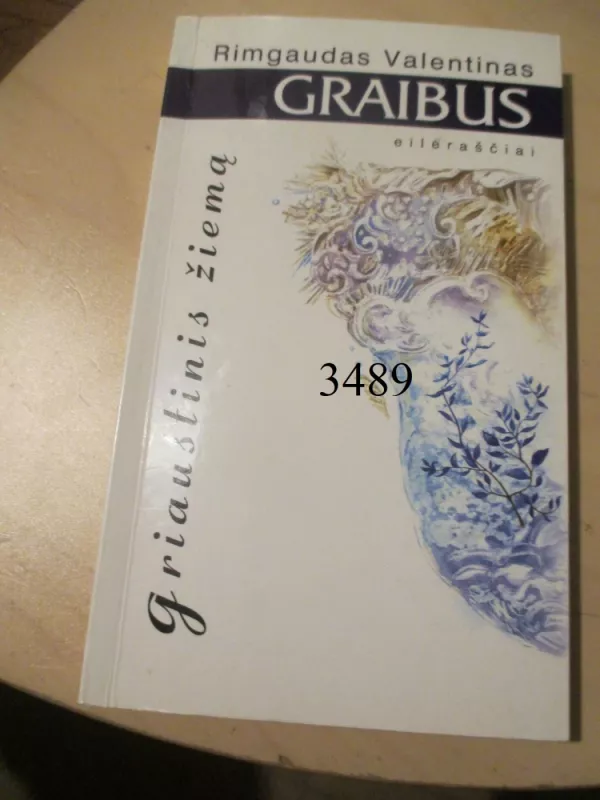 Rimgaudas Valentinas
GRAIBUS
eilėraščiai
griaustinis žiemą
3489